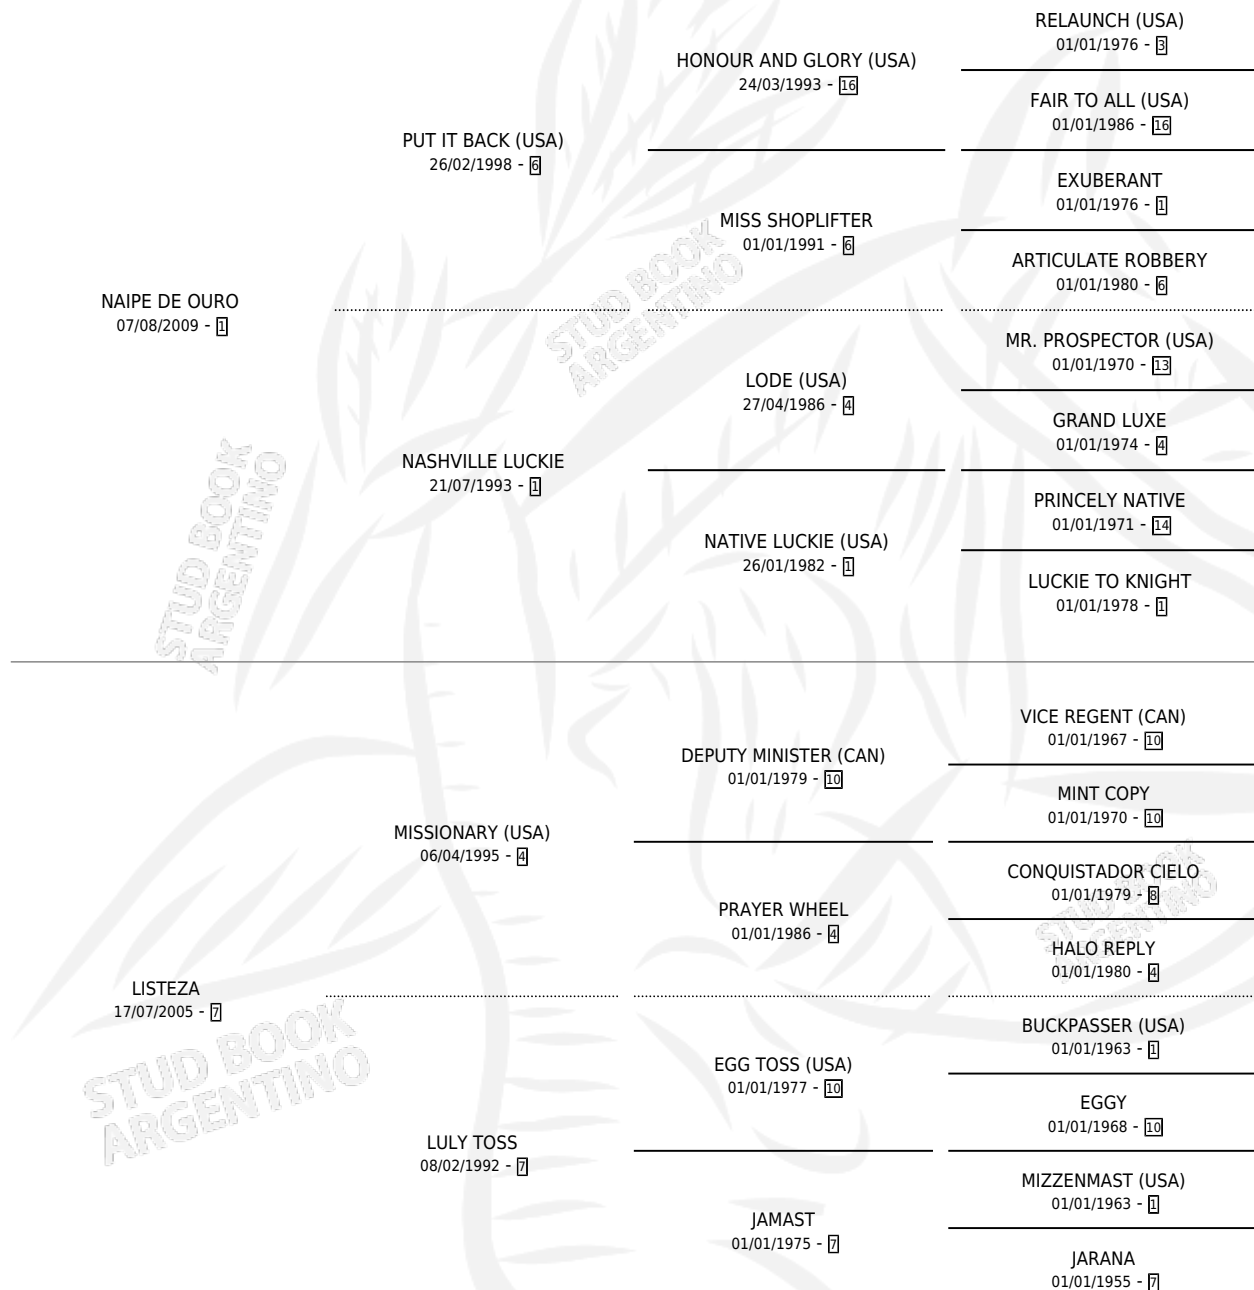 RELAUNCH (USA)
01/01/1976 - 3
HONOUR AND GLORY (USA)
24/03/1993 - 16
FAIR TO ALL (USA)
01/01/1986 - 16
PUT IT BACK (USA)
26/02/1998 - 6
EXUBERANT
01/01/1976 - 1
MISS SHOPLIFTER
01/01/1991 - 6
ARTICULATE ROBBERY
01/01/1980 - 6
NAIPE DE OURO
07/08/2009 - 1
MR. PROSPECTOR (USA)
01/01/1970 - 13
LODE (USA)
27/04/1986 - 4
GRAND LUXE
01/01/1974 - 4
NASHVILLE LUCKIE
21/07/1993 - 1
PRINCELY NATIVE
01/01/1971 - 14
NATIVE LUCKIE (USA)
26/01/1982 - 1
LUCKIE TO KNIGHT
01/01/1978 - 1
STUD BOOK
ARGENTINO
STUD BOOK
ARGENTINO
VICE REGENT (CAN)
01/01/1967 - 10
DEPUTY MINISTER (CAN)
01/01/1979 - 10
MINT COPY
01/01/1970 - 10
MISSIONARY (USA)
06/04/1995 - 4
CONQUISTADOR CIELO
01/01/1979 - 8
PRAYER WHEEL
01/01/1986 - 4
HALO REPLY
01/01/1980 - 4
STUD BOOK
ARGENTINO
LISTEZA
17/07/2005 - 7
BUCKPASSER (USA)
01/01/1963 - 1
EGG TOSS (USA)
01/01/1977 - 10
EGGY
01/01/1968 - 10
STUD BOOK
ARGENTINO
LULY TOSS
08/02/1992 - 7
MIZZENMAST (USA)
01/01/1963 - 1
JAMAST
01/01/1975 - 7
JARANA
01/01/1955 - 7